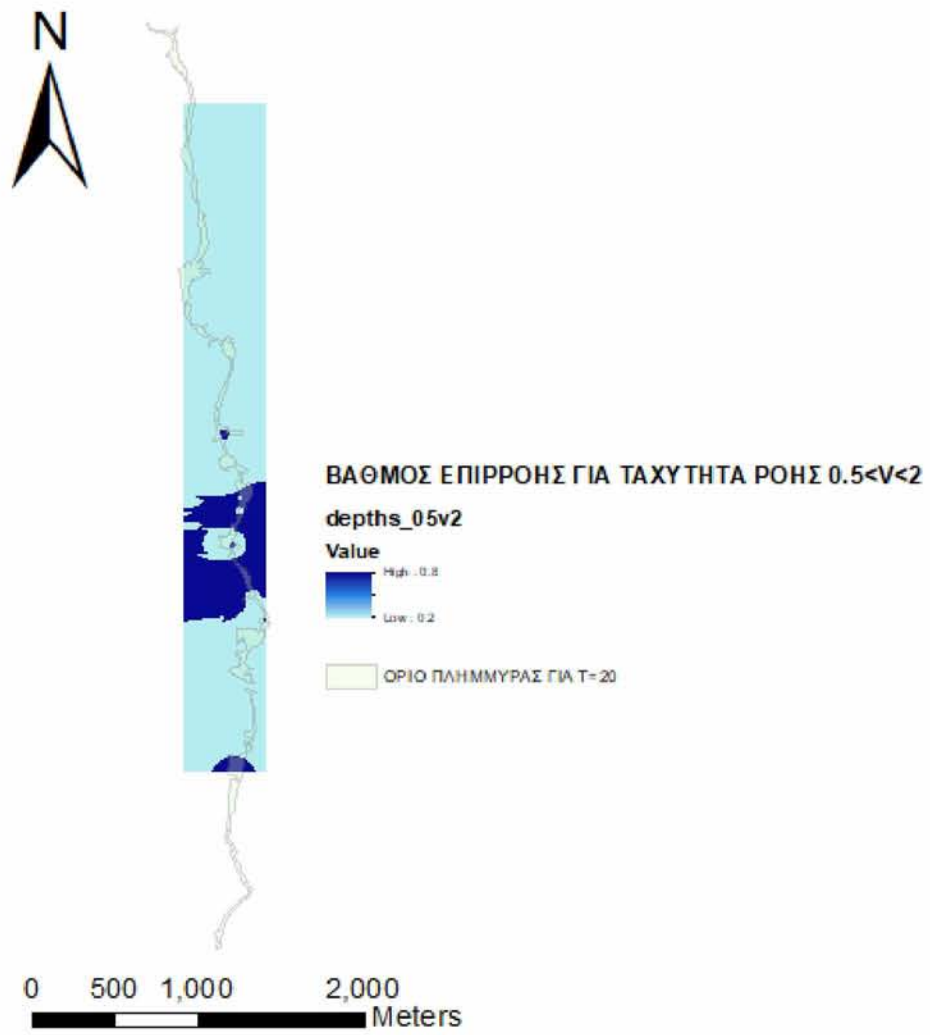 N
ΒΑΘΜΟΣ ΕΠΙΡΡΟΗΣ ΓΙΑ ΤΑΧΥΤΗΤΑ ΡΟΗΣ 0.5<V<2
depths_05v2
Value
High : 0.8
Low : 0.2
ΟΡΙΟ ΠΛΗΜΜΥΡΑΣ ΓΙΑ Τ=20
0 500 1,000 2,000
Meters